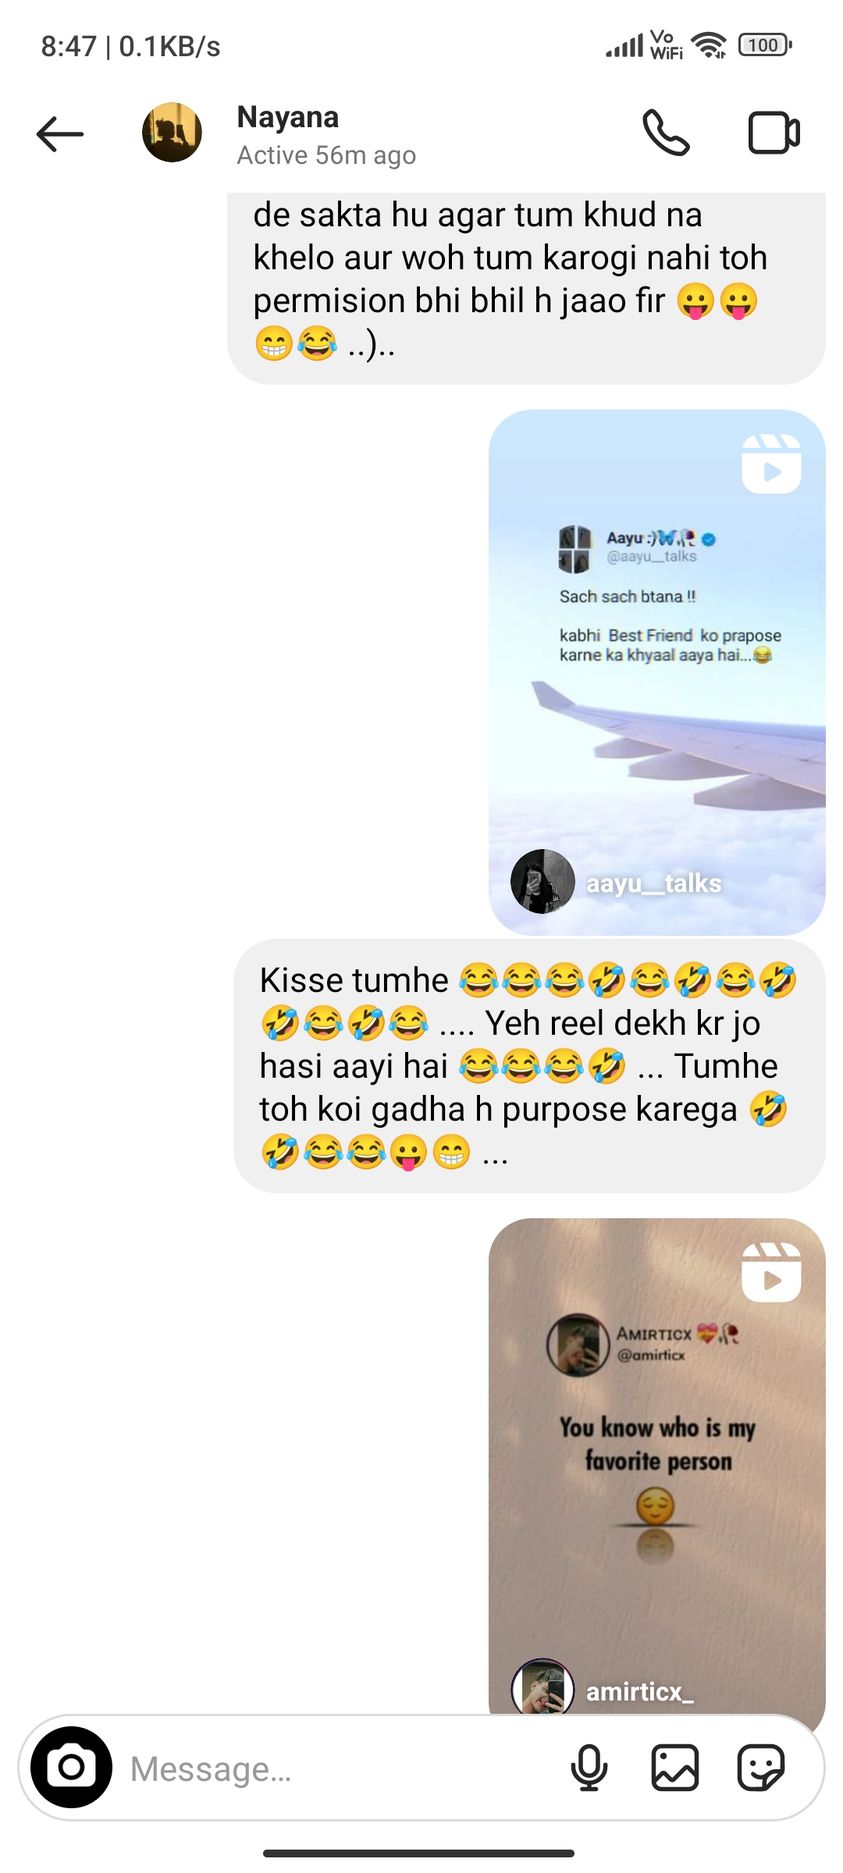 8:47 | 0.1KB/s
Vo
WiFi
100
Nayana
Active 56m ago
de sakta hu agar tum khud na
khelo aur woh tum karogi nahi toh
permision bhi bhil h jaao fir 😛😛
😁😂 ..)..
Aayu :)🦋🥀
@aayu__talks
Sach sach btana !!
kabhi Best Friend ko prapose
karne ka khyaal aaya hai...😂
aayu__talks
Kisse tumhe 😂😂😂🤣😂🤣😂🤣
🤣😂🤣😂 .... Yeh reel dekh kr jo
hasi aayi hai 😂😂😂🤣 ... Tumhe
toh koi gadha h purpose karega 🤣
🤣😂😂😛😁 ...
AMIRTICX 💝🥀
@amirticx
You know who is my
favorite person
😌
amirticx_
Message...